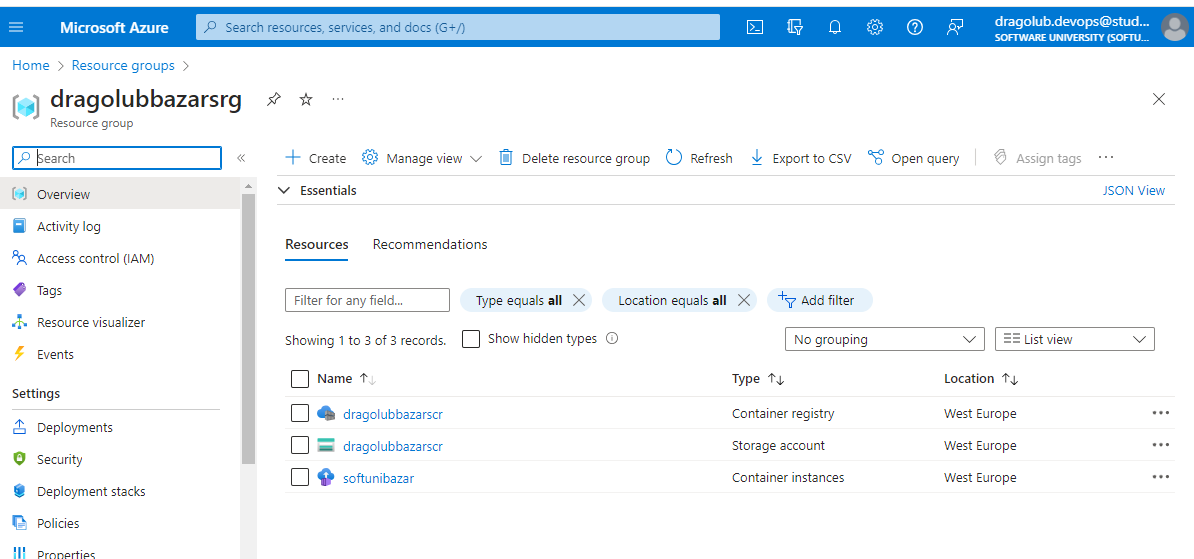 Microsoft Azure
Search resources, services, and docs (G+/)
dragolub.devops@stud...
SOFTWARE UNIVERSITY (SOFTU...
Home > Resource groups >
dragolubbazarsrg
Resource group
Search
Create Manage view Delete resource group Refresh Export to CSV Open query Assign tags
Overview
Activity log
Access control (IAM)
Tags
Resource visualizer
Events
Settings
Deployments
Security
Deployment stacks
Policies
Properties
Essentials JSON View
Resources Recommendations
Filter for any field... Type equals all Location equals all Add filter
Showing 1 to 3 of 3 records. Show hidden types No grouping List view
Name Type Location
dragolubbazarscr Container registry West Europe
dragolubbazarscr Storage account West Europe
softunibazar Container instances West Europe